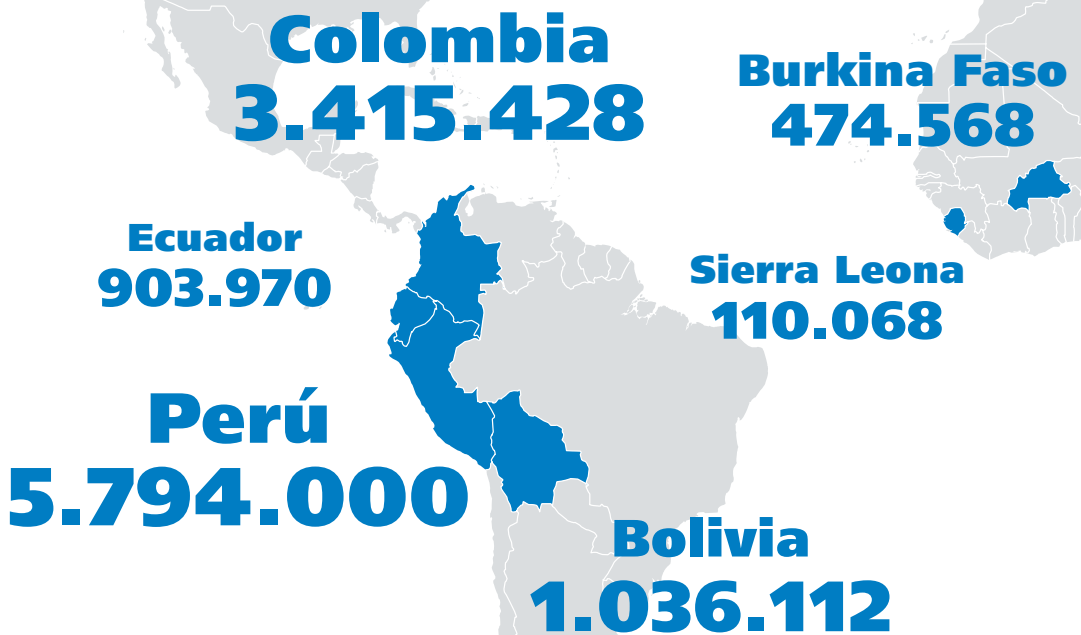 Colombia
3.415.428
Burkina Faso
474.568
Ecuador
903.970
Sierra Leona
110.068
Perú
5.794.000
Bolivia
1.036.112